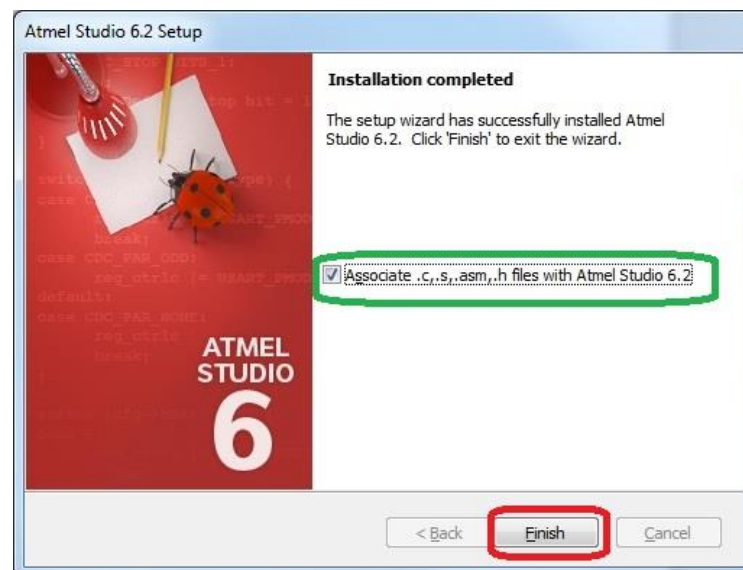 Atmel Studio 6.2 Setup
Installation completed
The setup wizard has successfully installed Atmel
Studio 6.2. Click 'Finish' to exit the wizard.
Associate .c,.s,.asm,.h files with Atmel Studio 6.2
ATMEL
STUDIO
6
< Back
Finish
Cancel